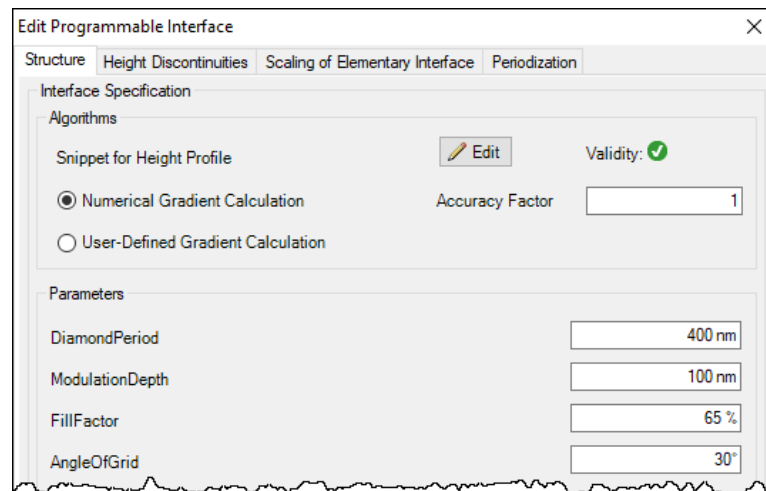 Edit Programmable Interface
Structure Height Discontinuities Scaling of Elementary Interface Periodization
Interface Specification
Algorithms
Snippet for Height Profile Edit Validity:
Numerical Gradient Calculation Accuracy Factor 1
User-Defined Gradient Calculation
Parameters
DiamondPeriod 400 nm
ModulationDepth 100 nm
FillFactor 65 %
AngleOfGrid 30°